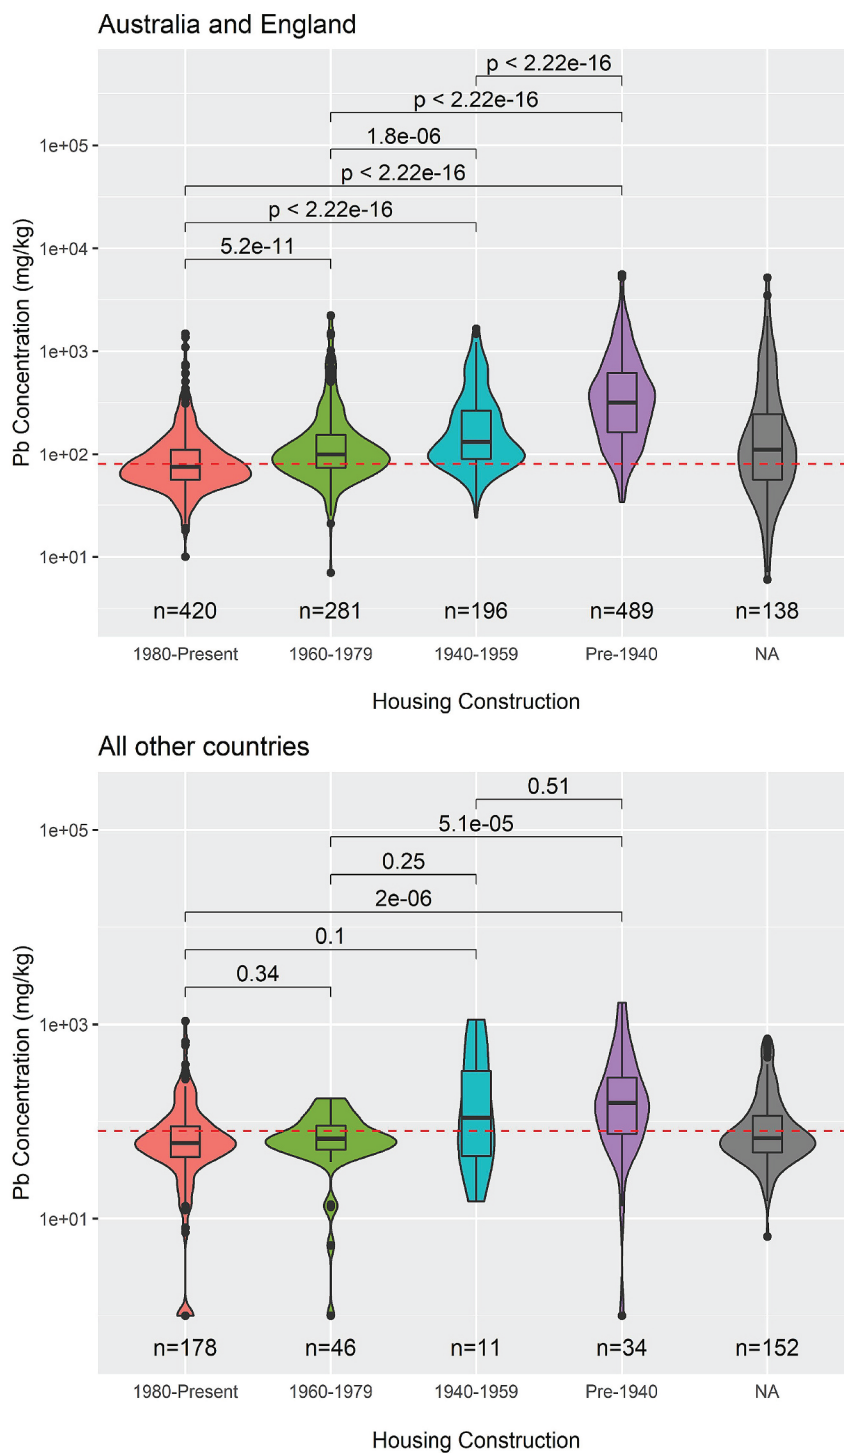 Australia and England
p < 2.22e-16
p < 2.22e-16
1e+05
1.8e-06
p < 2.22e-16
p < 2.22e-16
1e+04
5.2e-11
Pb Concentration (mg/kg)
1e+03
1e+02
1e+01
n=420 n=281 n=196 n=489 n=138
1980-Present 1960-1979 1940-1959 Pre-1940 NA
Housing Construction
All other countries
0.51
1e+05
5.1e-05
0.25
2e-06
0.1
0.34
Pb Concentration (mg/kg)
1e+03
1e+01
n=178 n=46 n=11 n=34 n=152
1980-Present 1960-1979 1940-1959 Pre-1940 NA
Housing Construction